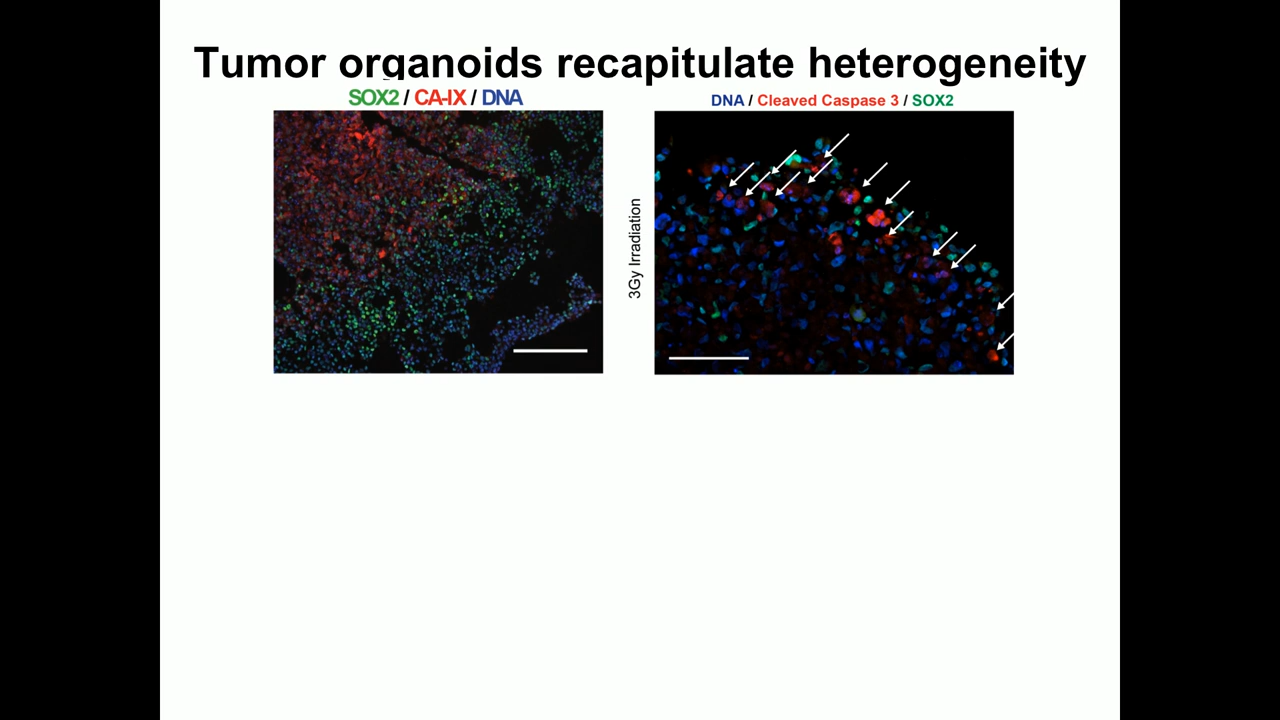 Tumor organoids recapitulate heterogeneity
SOX2 / CA-IX / DNA
DNA / Cleaved Caspase 3 / SOX2
3Gy Irradiation